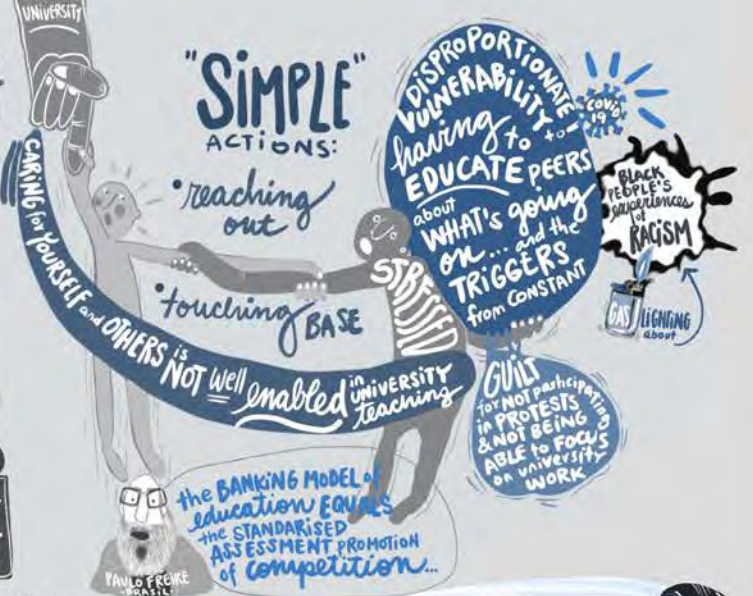 UNIVERSITY
"SIMPLE"
ACTIONS:
•reaching
out
•touching BASE
CARING for YOURSELF and OTHERS is NOT well enabled in UNIVERSITY teaching
STRESSED
DISPROPORTIONATE
VULNERABILITY
having to
EDUCATE PEERS
about
WHAT'S going
on... and the
TRIGGERS
from CONSTANT
COVID
19
BLACK
PEOPLE'S
experiences
of
RACISM
GAS LIGHTING
about
GUILT
for NOT participating
in PROTESTS
& NOT BEING
ABLE to FOCUS
on university
WORK
the BANKING MODEL of
education EQUALS
the STANDARISED
ASSESSMENT PROMOTION
of competition...
PAULO FREIRE
·BRASIL·